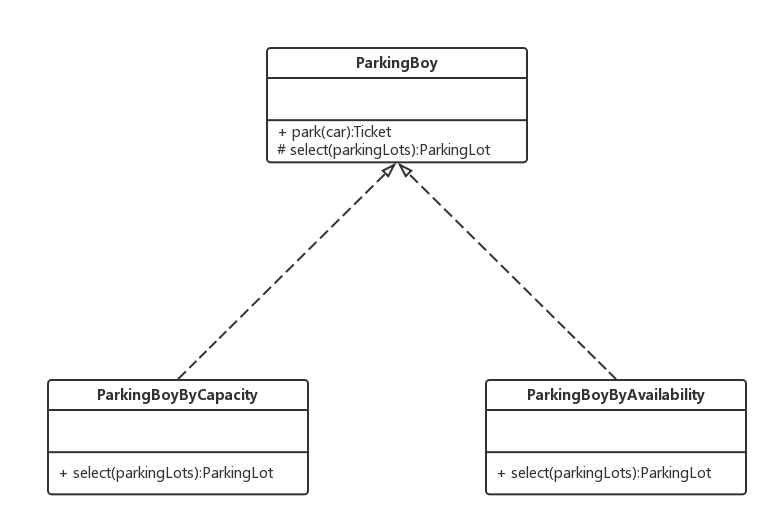 ParkingBoy
+ park(car):Ticket
# select(parkingLots):ParkingLot
ParkingBoyByCapacity
+ select(parkingLots):ParkingLot
ParkingBoyByAvailability
+ select(parkingLots):ParkingLot